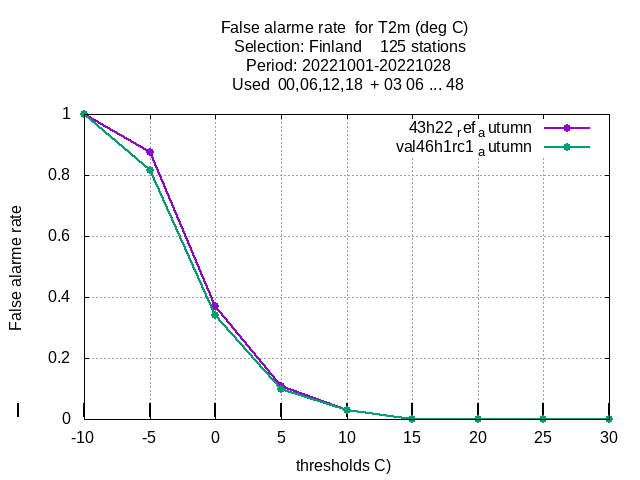 False alarme rate  for T2m (deg C)
Selection: Finland    125 stations
Period: 20221001-20221028
Used  00,06,12,18  + 03 06 ... 48
43h22 ref autumn
val46h1rc1 autumn
1
0.8
0.6
0.4
0.2
0
False alarme rate
-10 -5 0 5 10 15 20 25 30
thresholds C)